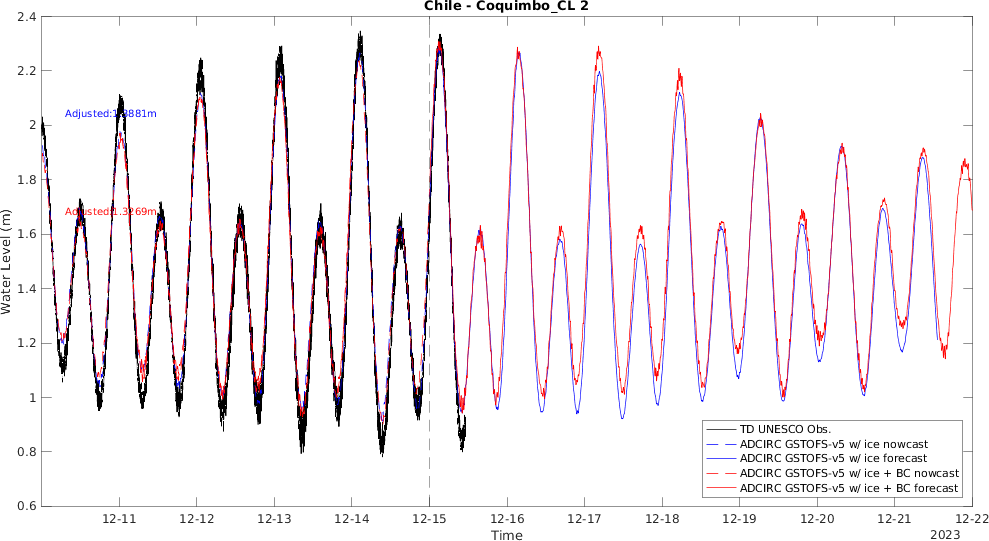 Chile - Coquimbo_CL 2
2.4
2.2
2
1.8
1.6
1.4
1.2
1
0.8
0.6
Water Level (m)
Adjusted:1.3881m
Adjusted:1.3269m
TD UNESCO Obs.
ADCIRC GSTOFS-v5 w/ ice nowcast
ADCIRC GSTOFS-v5 w/ ice forecast
ADCIRC GSTOFS-v5 w/ ice + BC nowcast
ADCIRC GSTOFS-v5 w/ ice + BC forecast
12-11 12-12 12-13 12-14 12-15 12-16 12-17 12-18 12-19 12-20 12-21 12-22
Time
2023